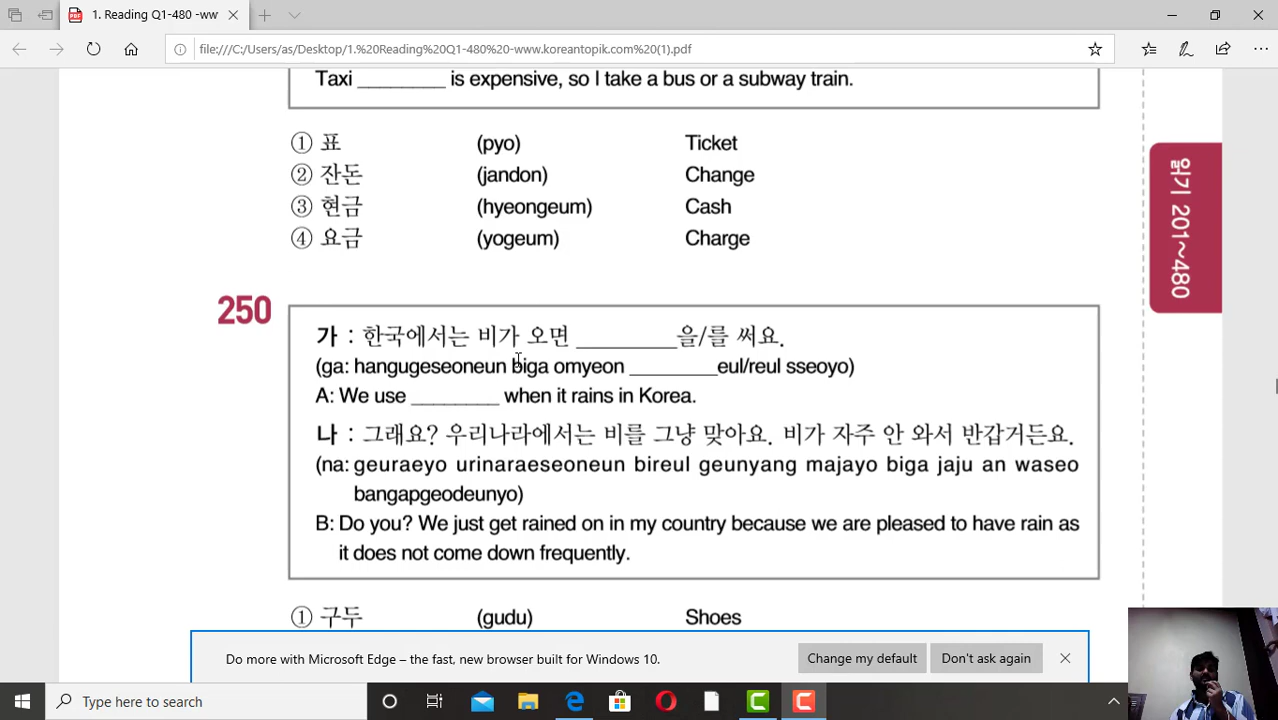 1. Reading Q1-480 -ww
file:///C:/Users/as/Desktop/1.%20Reading%20Q1-480%20-www.koreantopik.com%20(1).pdf
Taxi ________ is expensive, so I take a bus or a subway train.
① 표 (pyo) Ticket
② 잔돈 (jandon) Change
③ 현금 (hyeongeum) Cash
④ 요금 (yogeum) Charge
읽기 201~480
250
가 : 한국에서는 비가 오면 _________을/를 써요.
(ga: hangugeseoneun biga omyeon ________eul/reul sseoyo)
A: We use ________ when it rains in Korea.
나 : 그래요? 우리나라에서는 비를 그냥 맞아요. 비가 자주 안 와서 반갑거든요.
(na: geuraeyo urinaraeseoneun bireul geunyang majayo biga jaju an waseo
bangapgeodeunyo)
B: Do you? We just get rained on in my country because we are pleased to have rain as
it does not come down frequently.
① 구두 (gudu) Shoes
Do more with Microsoft Edge – the fast, new browser built for Windows 10.
Change my default
Don't ask again
Type here to search